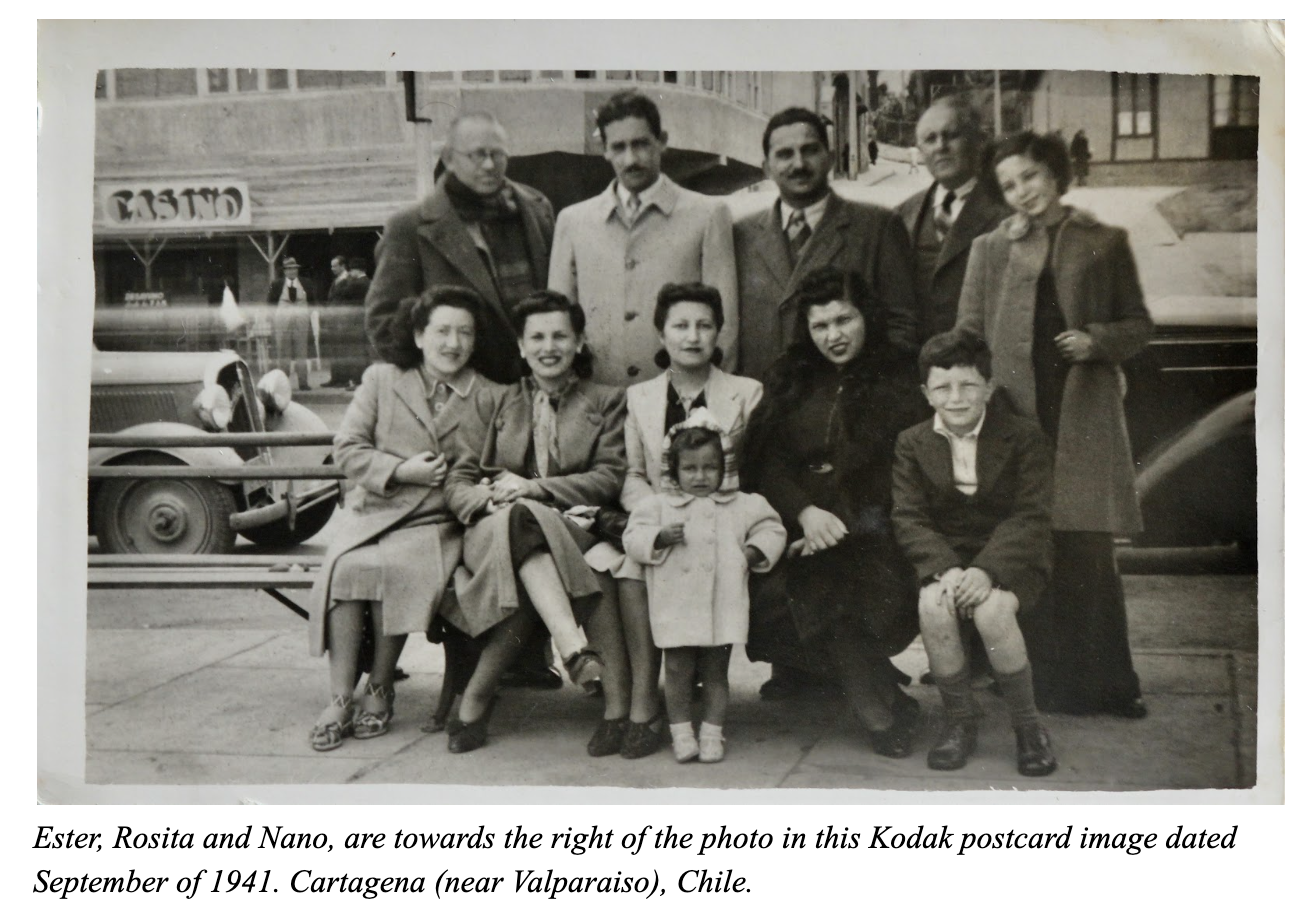 CASINO
Ester, Rosita and Nano, are towards the right of the photo in this Kodak postcard image dated
September of 1941. Cartagena (near Valparaiso), Chile.